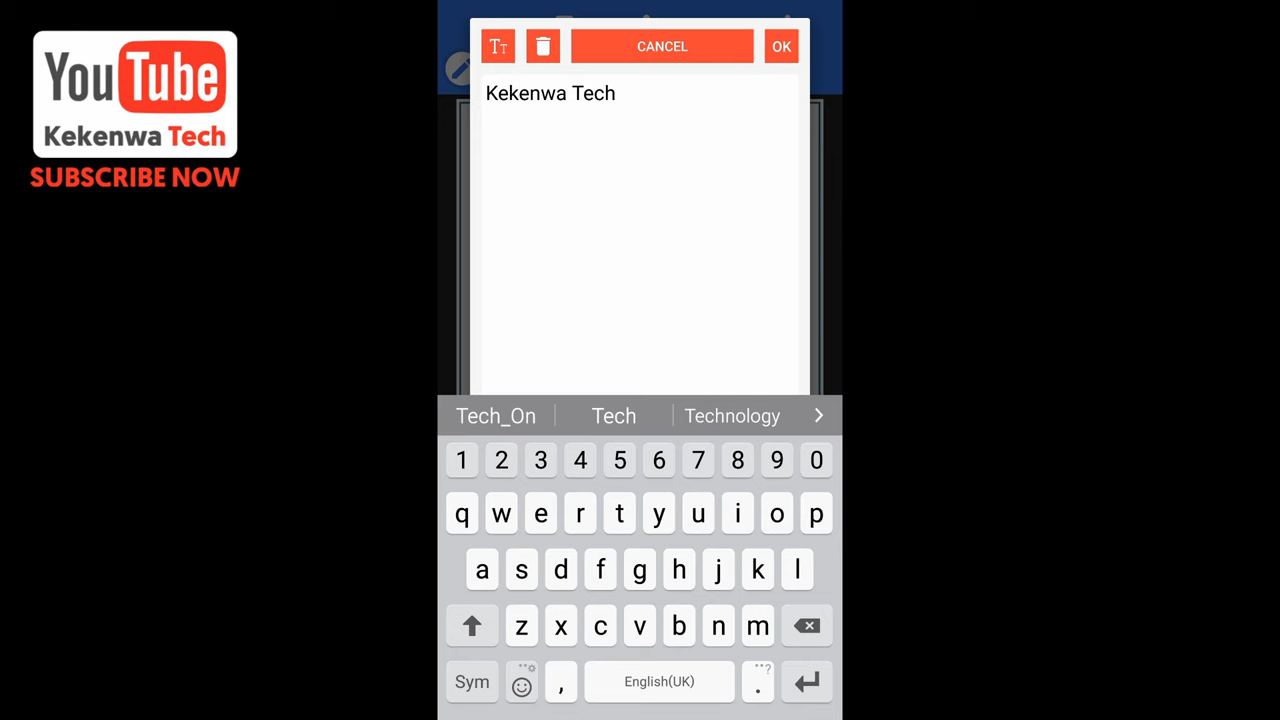 YouTube
Kekenwa Tech
SUBSCRIBE NOW
TT CANCEL OK
Kekenwa Tech
Tech_On Tech Technology
1 2 3 4 5 6 7 8 9 0
q w e r t y u i o p
a s d f g h j k l
z x c v b n m
Sym , English(UK) . ?